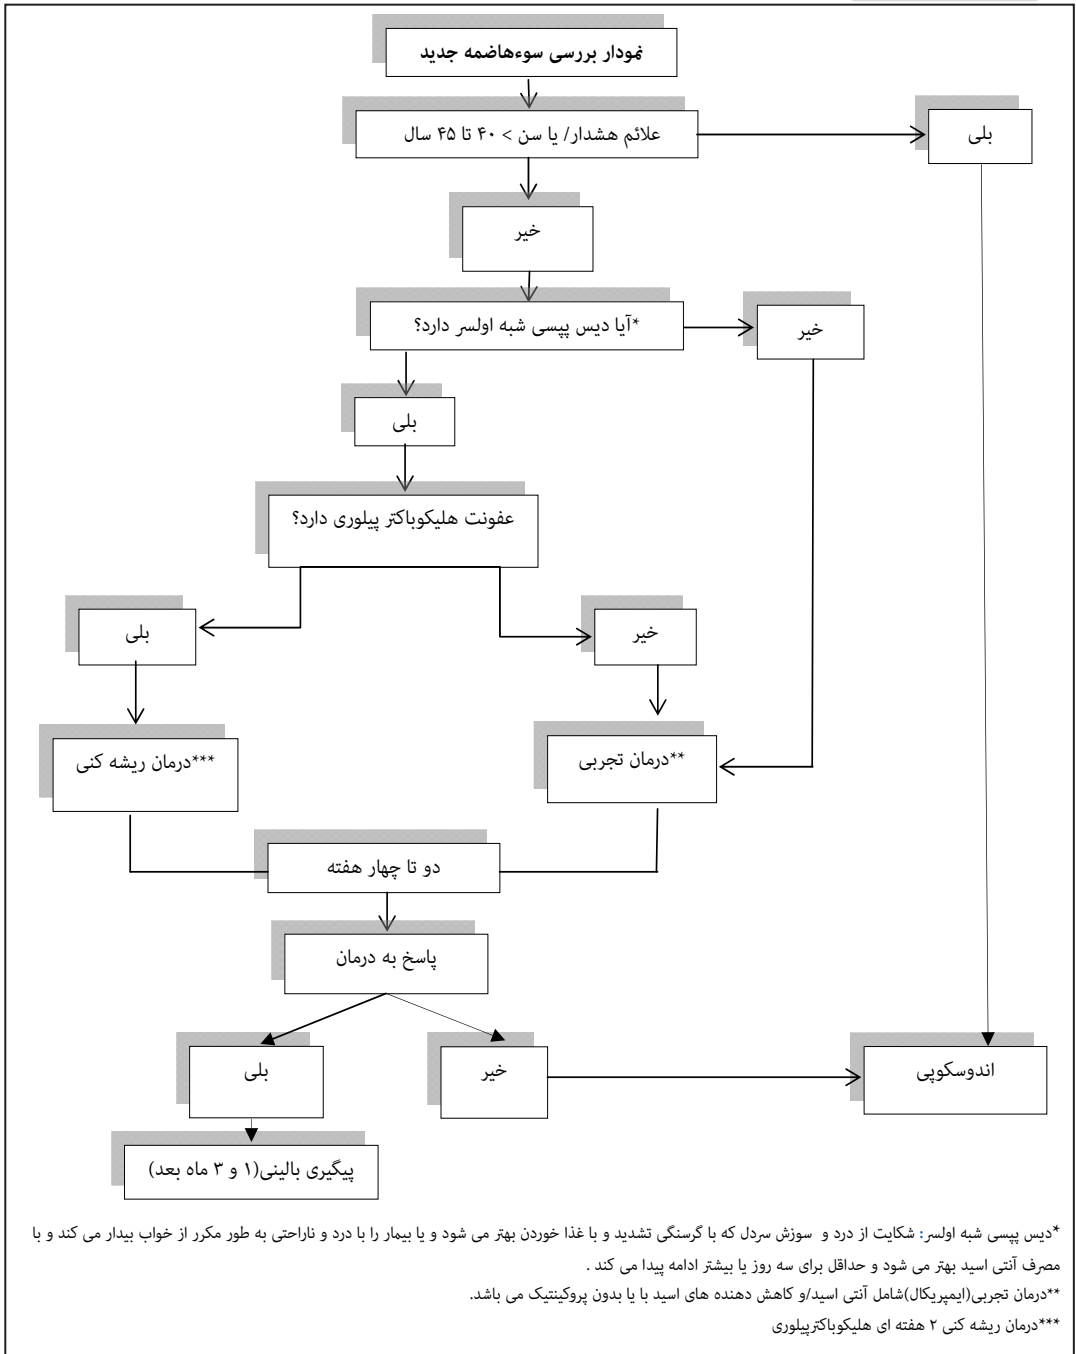 نمودار بررسی سوءهاضمه جدید
علائم هشدار/ یا سن > ۴۰ تا ۴۵ سال
بلی
خیر
*آیا دیس پپسی شبه اولسر دارد؟
خیر
بلی
عفونت هلیکوباکتر پیلوری دارد؟
بلی
خیر
***درمان ریشه کنی
**درمان تجربی
دو تا چهار هفته
پاسخ به درمان
بلی
خیر
اندوسکوپی
پیگیری بالینی(۱ و ۳ ماه بعد)
*دیس پپسی شبه اولسر: شکایت از درد و سوزش سردل که با گرسنگی تشدید و با غذا خوردن بهتر می شود و یا بیمار را با درد و ناراحتی به طور مکرر از خواب بیدار می کند و با
مصرف آنتی اسید بهتر می شود و حداقل برای سه روز یا بیشتر ادامه پیدا می کند .
**درمان تجربی(ایمپریکال)شامل آنتی اسید/و کاهش دهنده های اسید با یا بدون پروکینتیک می باشد.
***درمان ریشه کنی ۲ هفته ای هلیکوباکترپیلوری